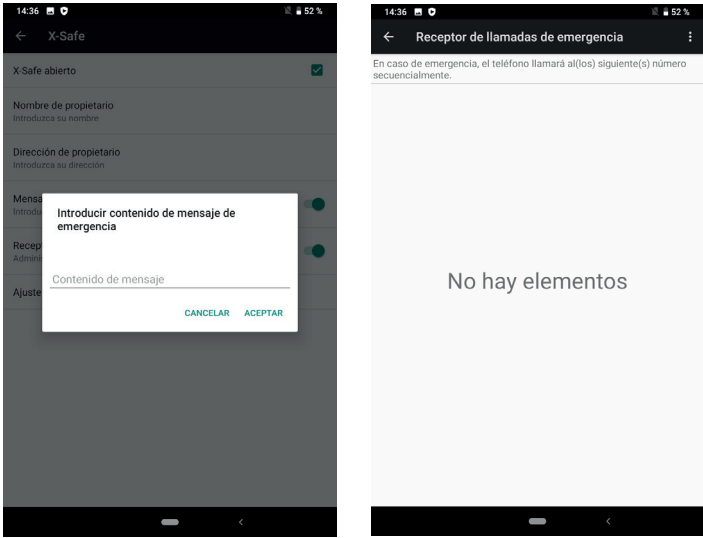 14:36 52 %
X-Safe
X-Safe abierto
Nombre de propietario
Introduzca su nombre
Dirección de propietario
Introduzca su dirección
Mensa
Introdu
Introducir contenido de mensaje de
emergencia
Recep
Adminis
Contenido de mensaje
Ajuste
CANCELAR ACEPTAR
14:36 52 %
Receptor de llamadas de emergencia
En caso de emergencia, el teléfono llamará al(los) siguiente(s) número
secuencialmente.
No hay elementos